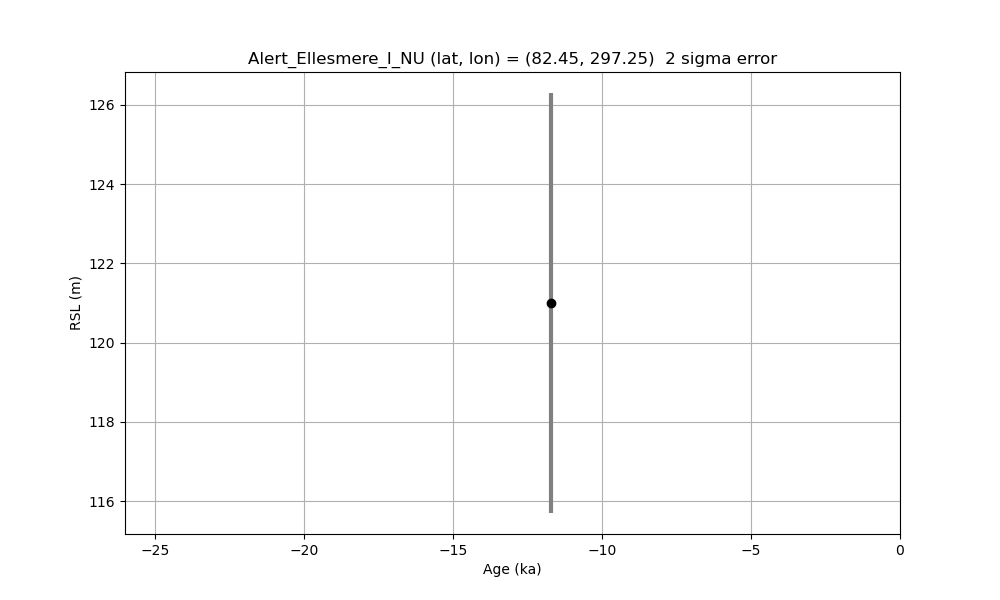 Alert_Ellesmere_I_NU (lat, lon) = (82.45, 297.25)  2 sigma error
126
124
122
120
118
116
RSL (m)
−25 −20 −15 −10 −5 0
Age (ka)